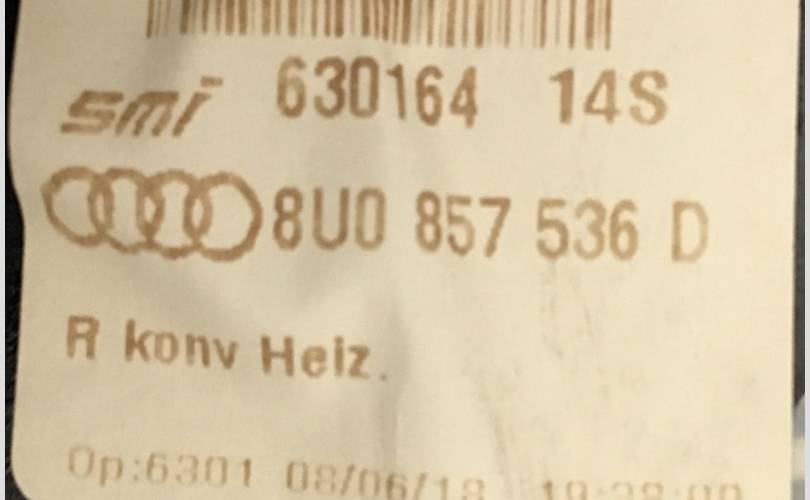 smi 630164 14S
8U0 857 536 D
R konv Heiz.
Op:6301 08/06/18